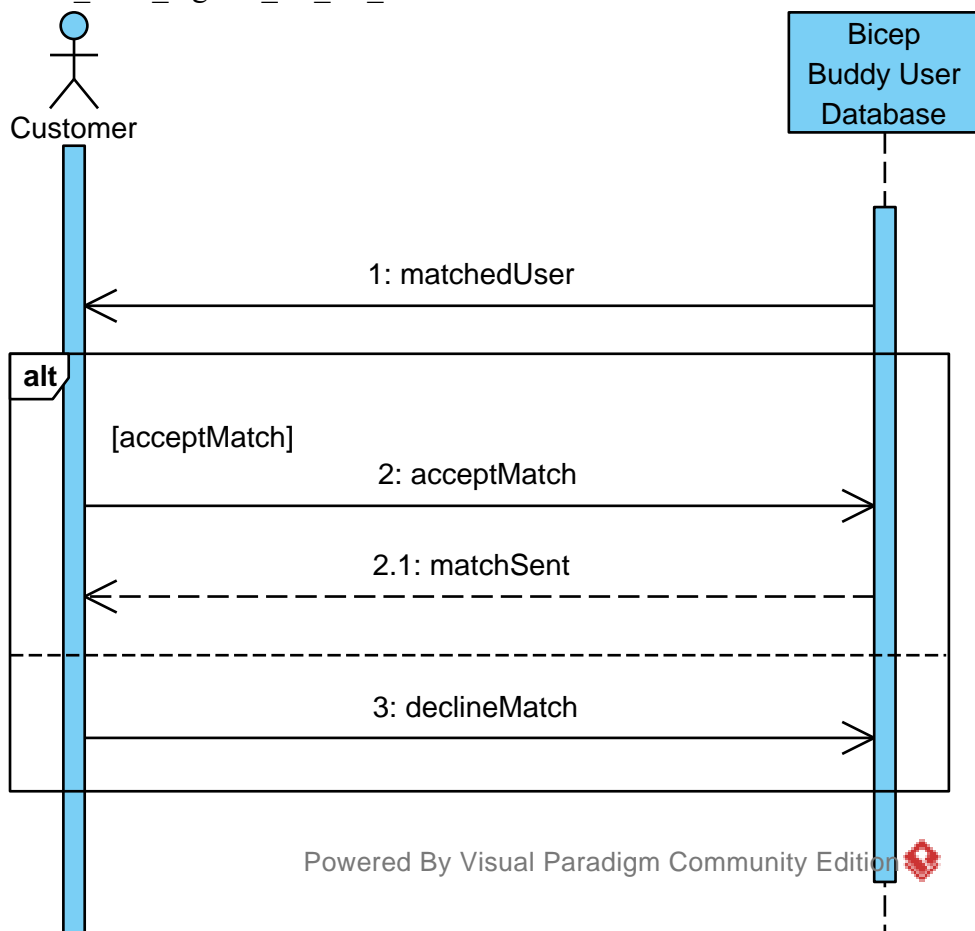 Customer
Bicep
Buddy User
Database
1: matchedUser
alt
[acceptMatch]
2: acceptMatch
2.1: matchSent
3: declineMatch
Powered By Visual Paradigm Community Edition